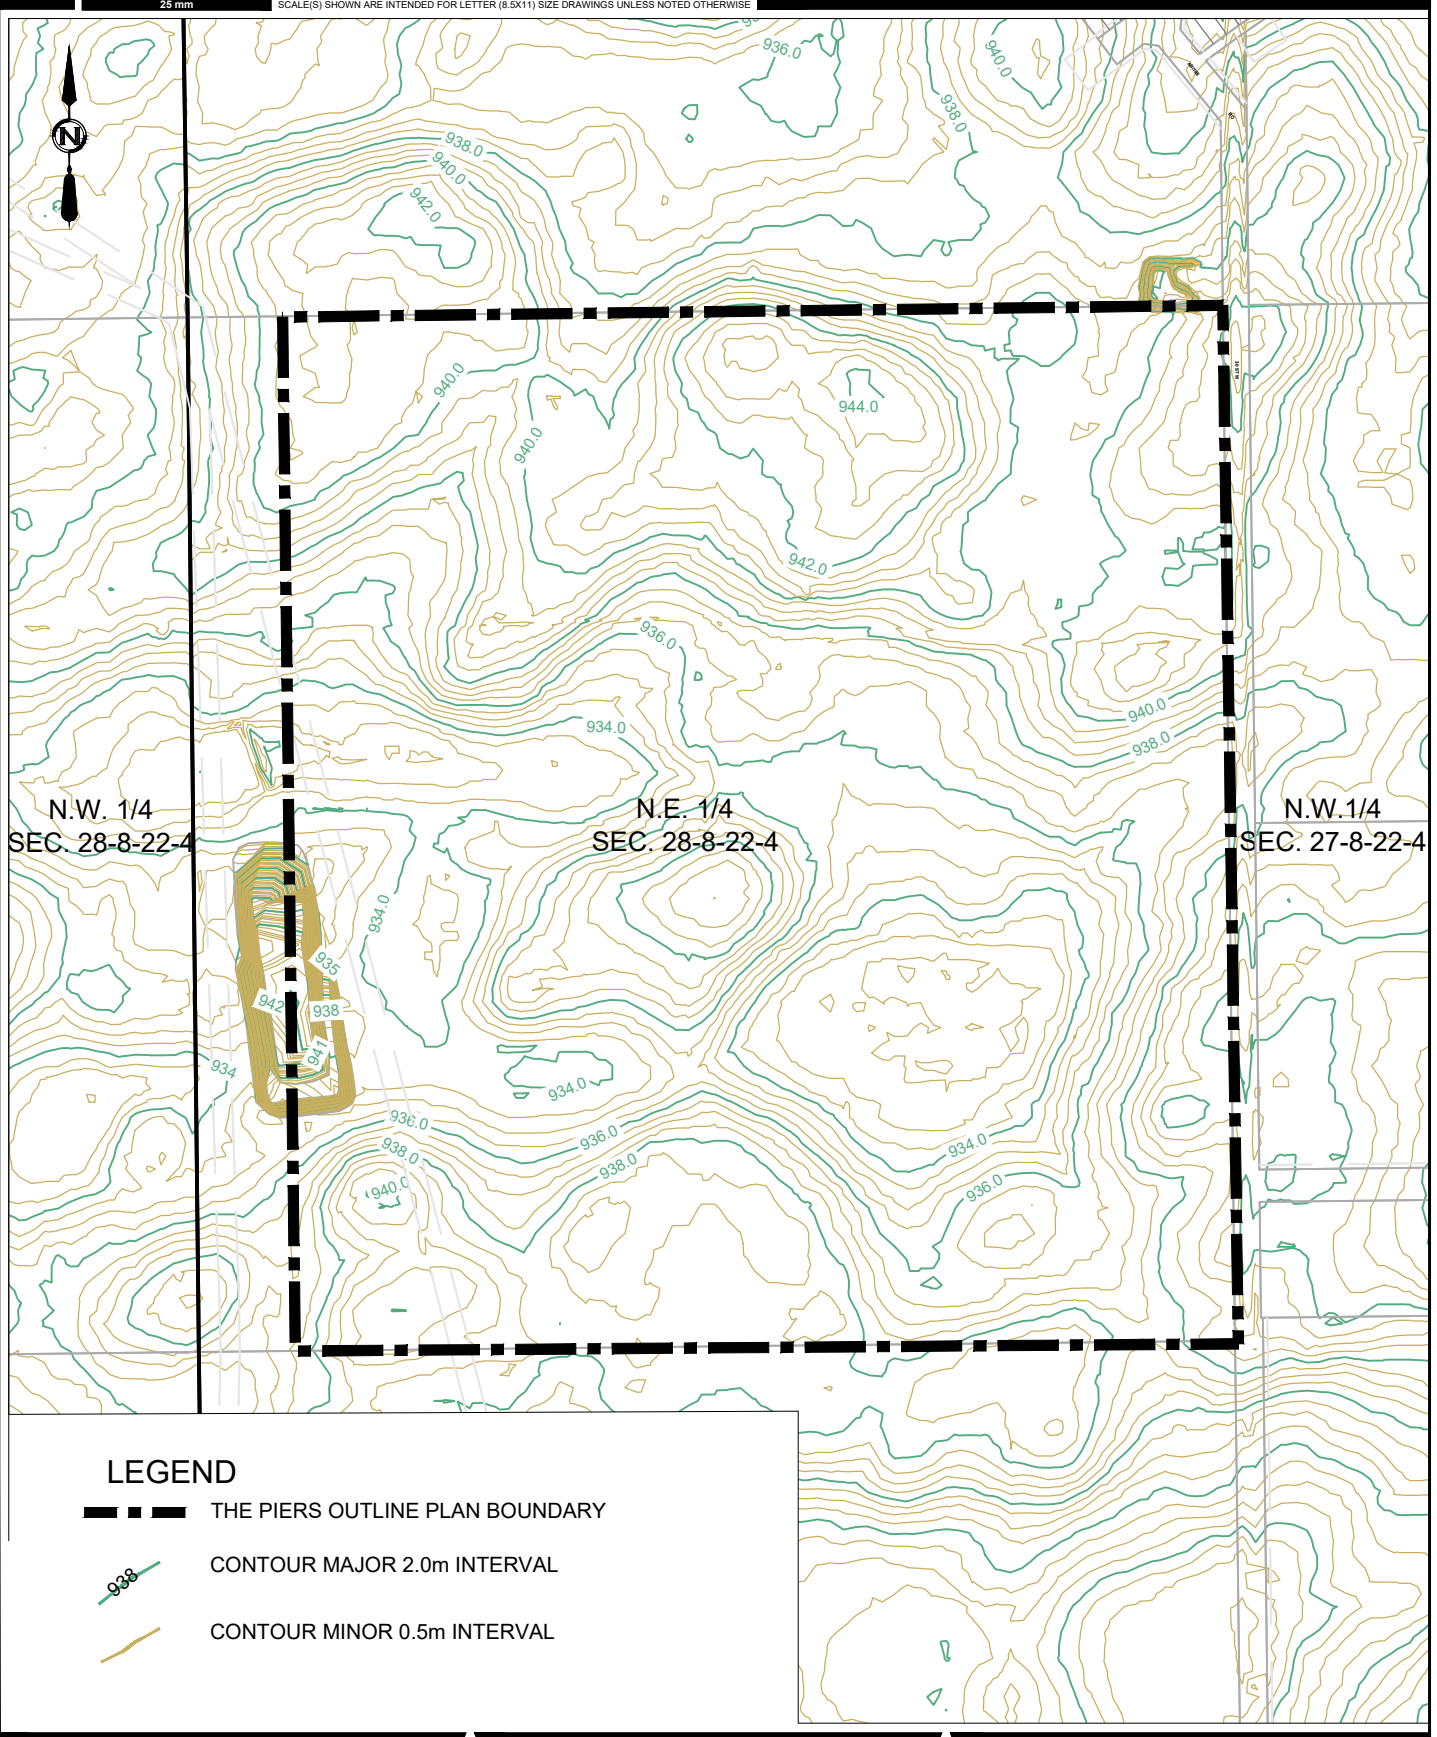 25 mm
SCALE(S) SHOWN ARE INTENDED FOR LETTER (8.5X11) SIZE DRAWINGS UNLESS NOTED OTHERWISE
936.0
940.0
938.0
N
938.0
940.0
942.0
940.0
944.0
940.0
942.0
936.0
940.0
934.0
938.0
N.W. 1/4
SEC. 28-8-22-4
N.E. 1/4
SEC. 28-8-22-4
N.W.1/4
SEC. 27-8-22-4
934.0
935
942
938
941
934
934.0
936.0
936.0
938.0
934.0
938.0
940.0
936.0
LEGEND
THE PIERS OUTLINE PLAN BOUNDARY
938
CONTOUR MAJOR 2.0m INTERVAL
CONTOUR MINOR 0.5m INTERVAL